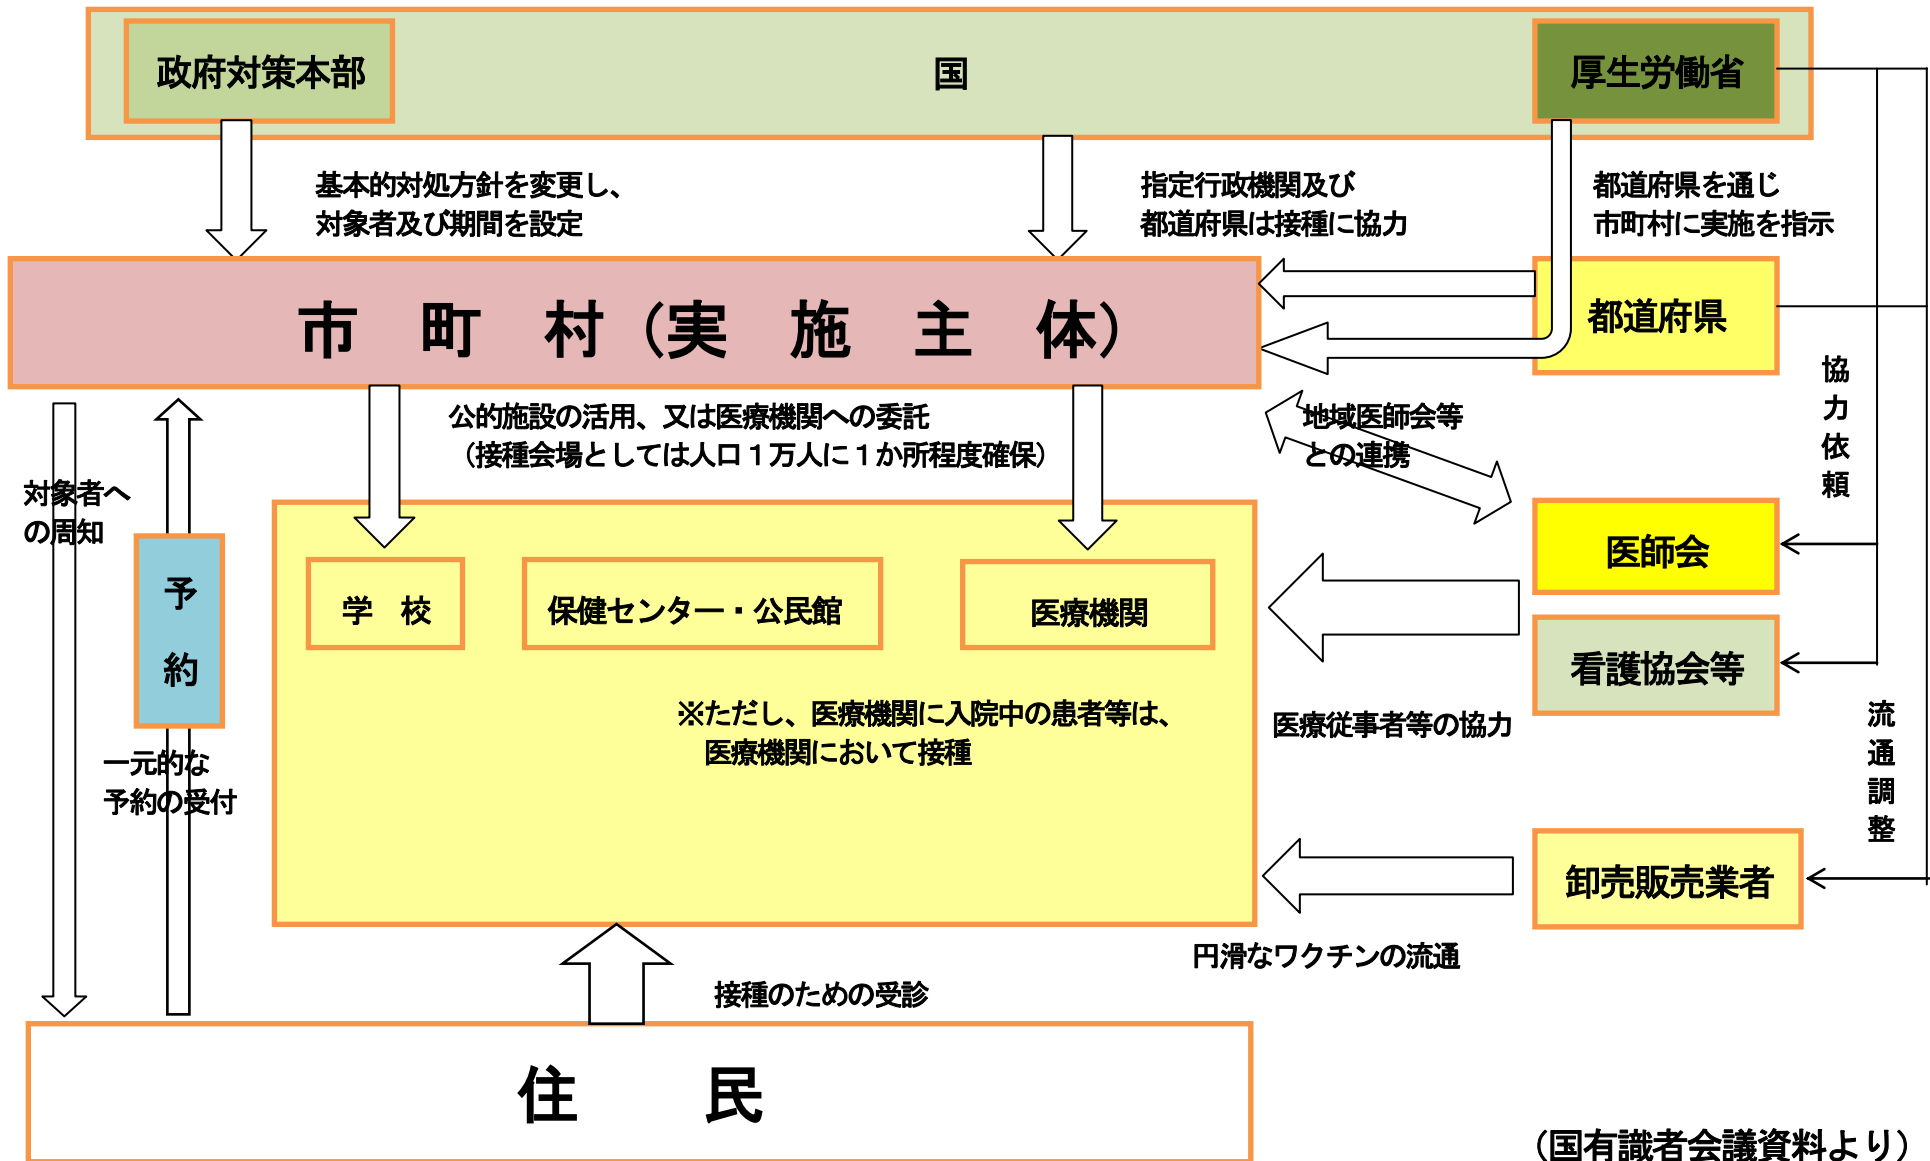 政府対策本部
国
厚生労働省
基本的対処方針を変更し、
対象者及び期間を設定
指定行政機関及び
都道府県は接種に協力
都道府県を通じ
市町村に実施を指示
市　町　村（実　施　主　体）
都道府県
協力依頼
公的施設の活用、又は医療機関への委託
（接種会場としては人口１万人に１か所程度確保）
地域医師会等
との連携
対象者へ
の周知
予約
学　校
保健センター・公民館
医療機関
医師会
看護協会等
※ただし、医療機関に入院中の患者等は、
医療機関において接種
医療従事者等の協力
流通調整
一元的な
予約の受付
卸売販売業者
円滑なワクチンの流通
接種のための受診
住　　民
（国有識者会議資料より）